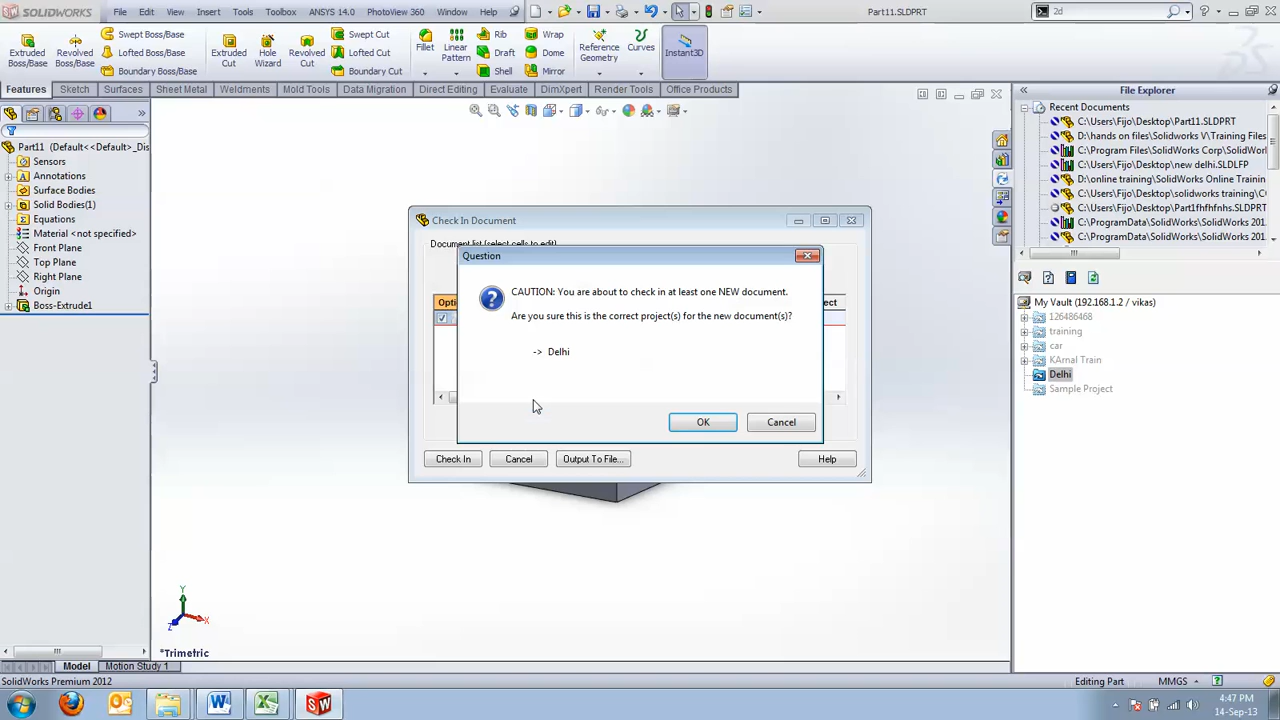 SOLIDWORKS File Edit View Insert Tools Toolbox ANSYS 14.0 PhotoView 360 Window Help Part11.SLDPRT 2d
Extruded Boss/Base
Revolved Boss/Base
Swept Boss/Base
Lofted Boss/Base
Boundary Boss/Base
Extruded Cut
Hole Wizard
Revolved Cut
Swept Cut
Lofted Cut
Boundary Cut
Fillet
Linear Pattern
Rib
Draft
Shell
Wrap
Dome
Mirror
Reference Geometry
Curves
Instant3D
Features Sketch Surfaces Sheet Metal Weldments Mold Tools Data Migration Direct Editing Evaluate DimXpert Render Tools Office Products
Part11 (Default<<Default>_Dis
Sensors
Annotations
Surface Bodies
Solid Bodies(1)
Equations
Material <not specified>
Front Plane
Top Plane
Right Plane
Origin
Boss-Extrude1
Check In Document
Document list (select cells to edit)
Opti
ect
Question
CAUTION: You are about to check in at least one NEW document.
Are you sure this is the correct project(s) for the new document(s)?
-> Delhi
OK Cancel
Check In Cancel Output To File... Help
File Explorer
Recent Documents
C:\Users\Fijo\Desktop\Part11.SLDPRT
D:\hands on files\Solidworks V\Training Files
C:\Program Files\SolidWorks Corp\SolidWor
C:\Users\Fijo\Desktop\new delhi.SLDLFP
D:\online training\SolidWorks Online Trainin
C:\Users\Fijo\Desktop\solidworks training\C
C:\Users\Fijo\Desktop\Part1fhfhfnhs.SLDPRT
C:\ProgramData\SolidWorks\SolidWorks 201
C:\ProgramData\SolidWorks\SolidWorks 201
My Vault (192.168.1.2 / vikas)
126486468
training
car
KArnal Train
Delhi
Sample Project
Y
X
Z
*Trimetric
Model Motion Study 1
SolidWorks Premium 2012 Editing Part MMGS
4:47 PM
14-Sep-13